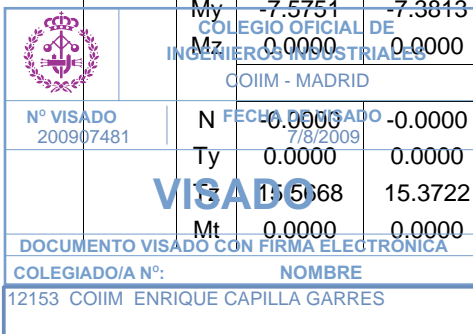 My -7.5751 -7.3813
COLEGIO OFICIAL DE
Mz 0.0000 0.0000
INGENIEROS INDUSTRIALES
COIIM - MADRID
Nº VISADO FECHA DE VISADO
N -0.0000 -0.0000
200907481 7/8/2009
Ty 0.0000 0.0000
Tz 15.5668 15.3722
VISADO
Mt 0.0000 0.0000
DOCUMENTO VISADO CON FIRMA ELECTRÓNICA
COLEGIADO/A Nº: NOMBRE
12153 COIIM ENRIQUE CAPILLA GARRES